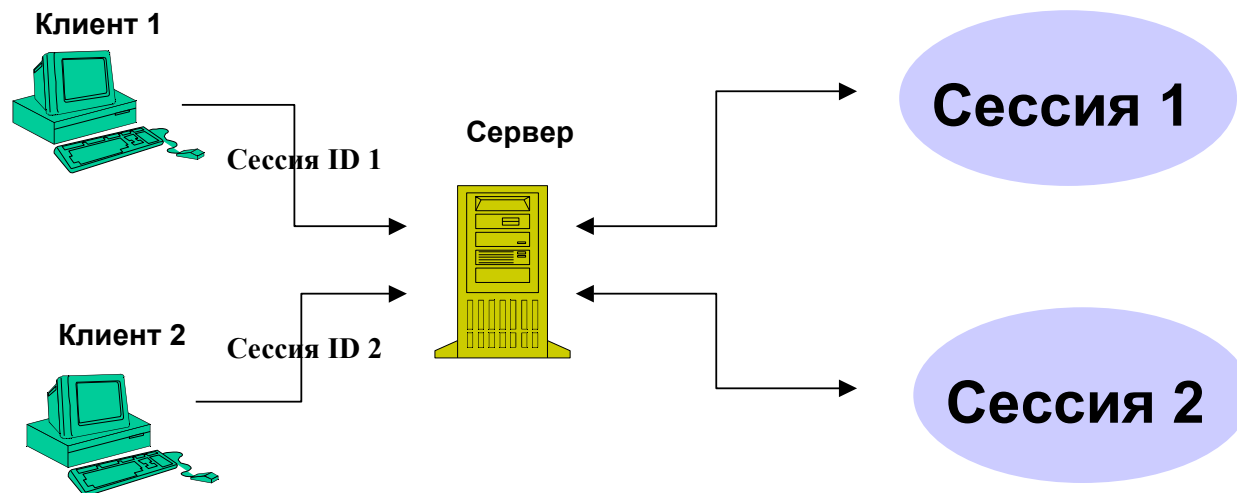 Клиент 1
Сессия ID 1
Сервер
Сессия 1
Клиент 2
Сессия ID 2
Сессия 2